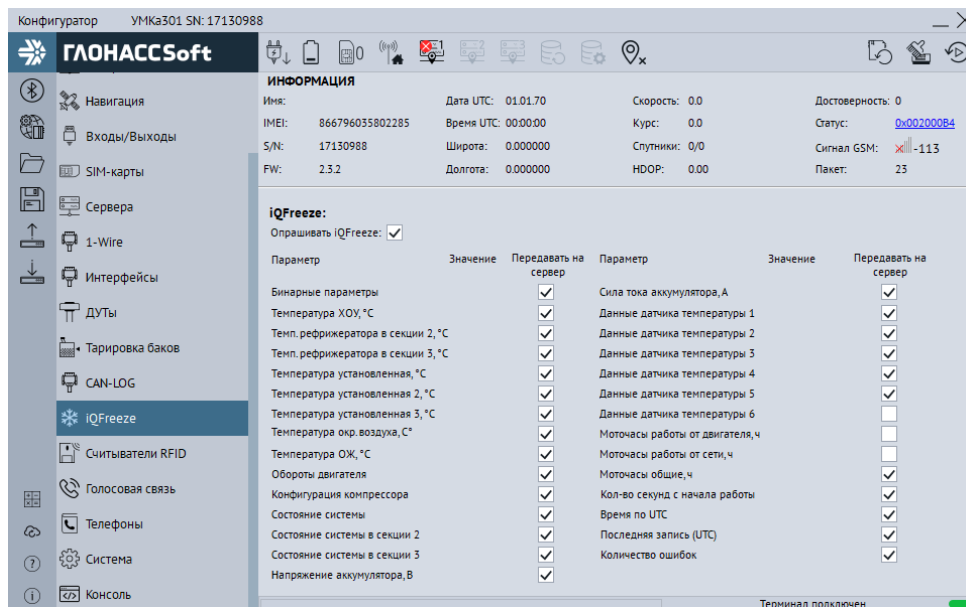 Конфигуратор УМКа301 SN: 17130988
ГЛОНАССSoft
0
1
x
Навигация
Входы/Выходы
SIM-карты
Сервера
1-Wire
Интерфейсы
ДУТы
Тарировка баков
CAN-LOG
iQFreeze
Считыватели RFID
Голосовая связь
Телефоны
Система
Консоль
ИНФОРМАЦИЯ
Имя: Дата UTC: 01.01.70 Скорость: 0.0 Достоверность: 0
IMEI: 866796035802285 Время UTC: 00:00:00 Курс: 0.0 Статус: 0x002000B4
S/N: 17130988 Широта: 0.000000 Спутники: 0/0 Сигнал GSM: -113
FW: 2.3.2 Долгота: 0.000000 HDOP: 0.00 Пакет: 23
iQFreeze:
Опрашивать iQFreeze:
Параметр Значение Передавать на сервер Параметр Значение Передавать на сервер
Бинарные параметры
Температура ХОУ, °С
Темп. рефрижератора в секции 2, °С
Темп. рефрижератора в секции 3, °С
Температура установленная, °С
Температура установленная 2, °С
Температура установленная 3, °С
Температура окр. воздуха, С°
Температура ОЖ, °С
Обороты двигателя
Конфигурация компрессора
Состояние системы
Состояние системы в секции 2
Состояние системы в секции 3
Напряжение аккумулятора, В
Сила тока аккумулятора, А
Данные датчика температуры 1
Данные датчика температуры 2
Данные датчика температуры 3
Данные датчика температуры 4
Данные датчика температуры 5
Данные датчика температуры 6
Моточасы работы от двигателя, ч
Моточасы работы от сети, ч
Моточасы общие, ч
Кол-во секунд с начала работы
Время по UTC
Последняя запись (UTC)
Количество ошибок
Терминал подключен